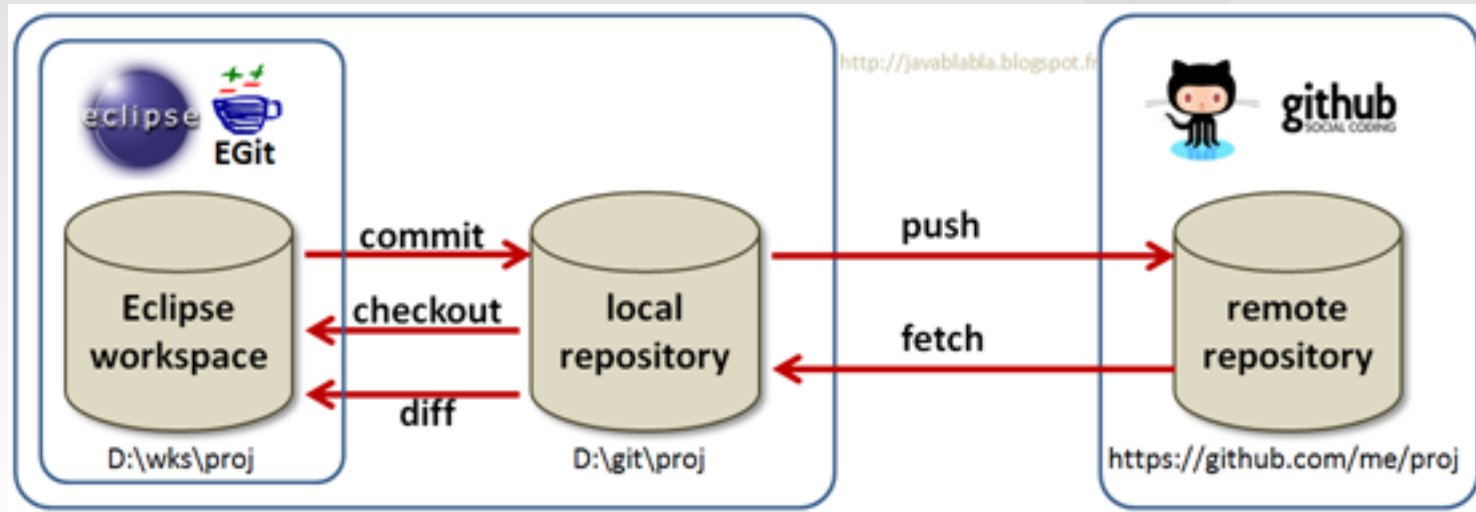 http://javablabla.blogspot.fr
eclipse
EGit
github
SOCIAL CODING
commit
push
Eclipse
workspace
checkout
local
repository
fetch
remote
repository
diff
D:\wks\proj
D:\git\proj
https://github.com/me/proj